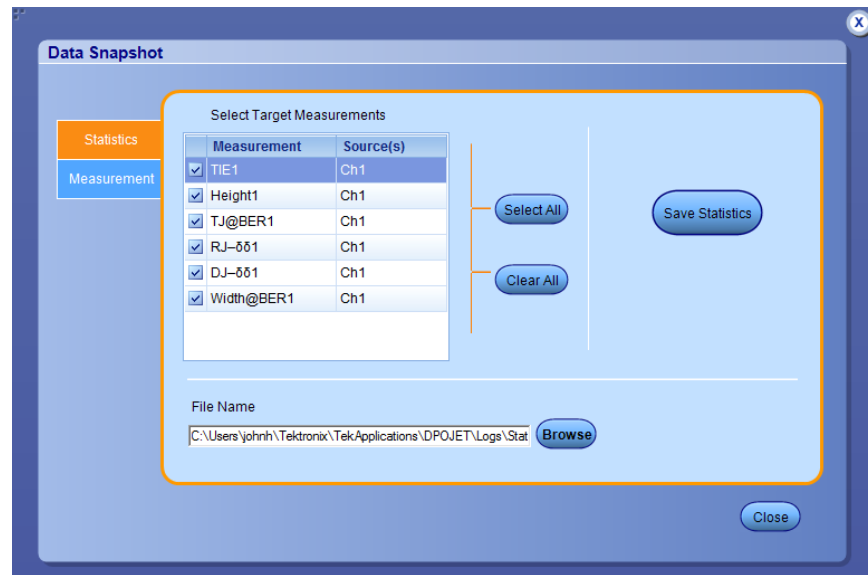 X
Data Snapshot
Select Target Measurements
Statistics
Measurement
Measurement Source(s)
TIE1 Ch1
Height1 Ch1
TJ@BER1 Ch1
RJ–δδ1 Ch1
DJ–δδ1 Ch1
Width@BER1 Ch1
Select All
Clear All
Save Statistics
File Name
C:\Users\johnh\Tektronix\TekApplications\DPOJET\Logs\Stat
Browse
Close